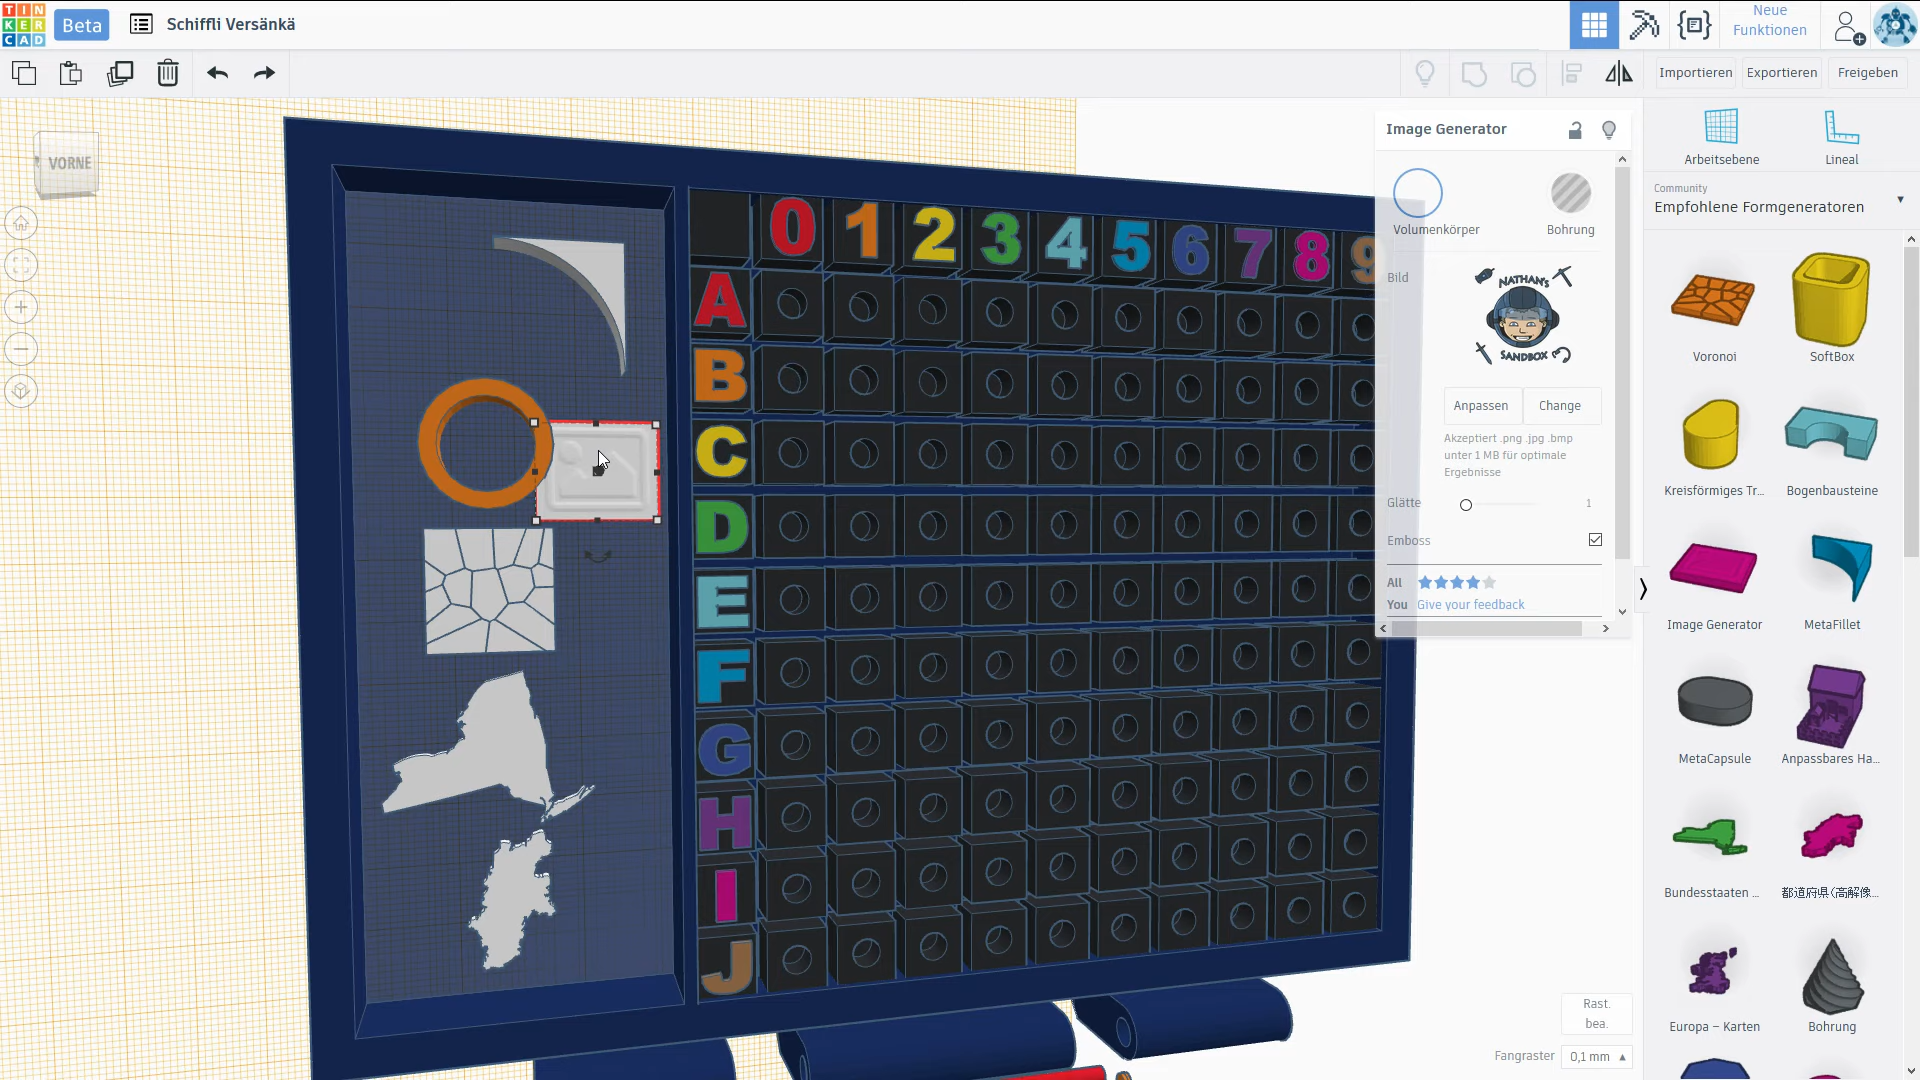 TIN
KER
CAD
Beta
Schiffli Versänkä
Neue
Funktionen
Importieren
Exportieren
Freigeben
VORNE
0 1 2 3 4 5 6 7 8 9
A
B
C
D
E
F
G
H
I
J
Image Generator
Volumenkörper
Bohrung
Bild
NATHAN's
SANDBOX
Anpassen
Change
Akzeptiert .png .jpg .bmp
unter 1 MB für optimale
Ergebnisse
Glätte
1
Emboss
All
You
Give your feedback
Arbeitsebene
Lineal
Community
Empfohlene Formgeneratoren
Voronoi
SoftBox
Kreisförmiges Tr...
Bogenbausteine
Image Generator
MetaFillet
MetaCapsule
Anpassbares Ha...
Bundesstaaten ...
都道府県(高解像...
Europa – Karten
Bohrung
Rast.
bea.
Fangraster
0,1 mm